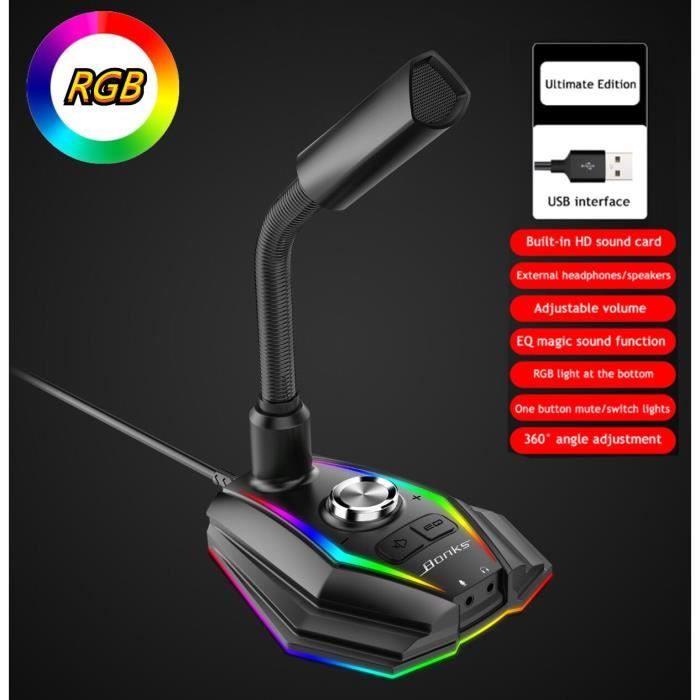 RGB
Ultimate Edition
USB interface
Built-in HD sound card
External headphones/speakers
Adjustable volume
EQ magic sound function
RGB light at the bottom
One button mute/switch lights
360° angle adjustment
+
-
EQ
Bonks